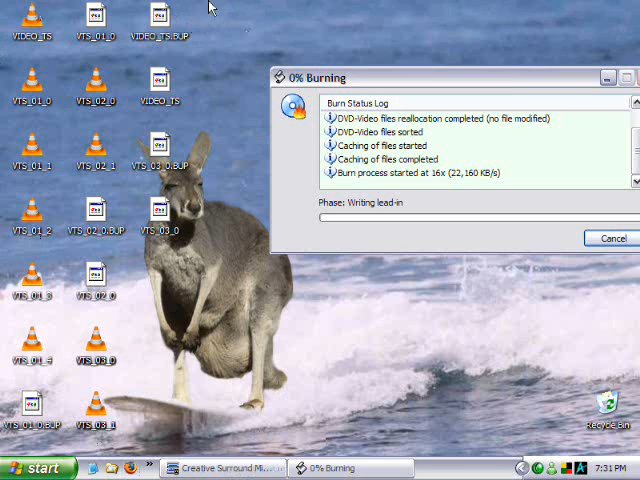 VIDEO_TS
VTS_01_0
VTS_01_1
VTS_01_2
VTS_01_3
VTS_01_4
VTS_01_0.BUP
VTS_01_0
VTS_02_0
VTS_02_1
VTS_02_0.BUP
VTS_02_0
VTS_03_0
VTS_03_1
VIDEO_TS.BUP
VIDEO_TS
VTS_03_0.BUP
VTS_03_0
0% Burning
Burn Status Log
DVD-Video files reallocation completed (no file modified)
DVD-Video files sorted
Caching of files started
Caching of files completed
Burn process started at 16x (22,160 KB/s)
Phase: Writing lead-in
Cancel
Recycle Bin
start
Creative Surround Mi...
0% Burning
7:31 PM